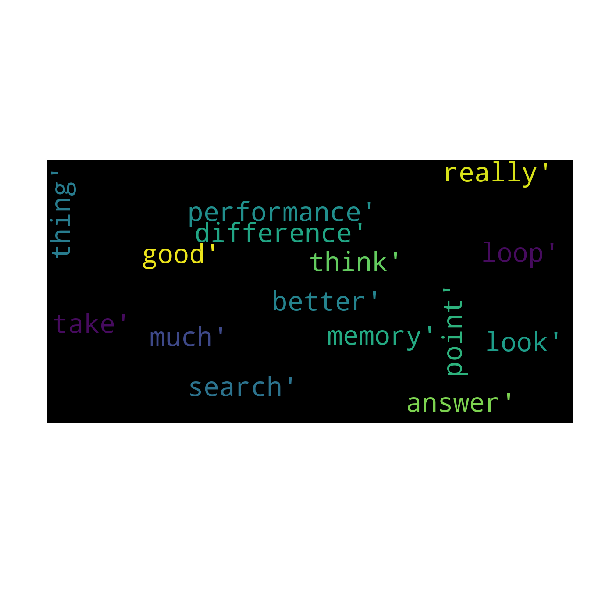 really'
thing'
performance'
difference'
good'
think'
loop'
better'
point'
take'
much'
memory'
look'
search'
answer'